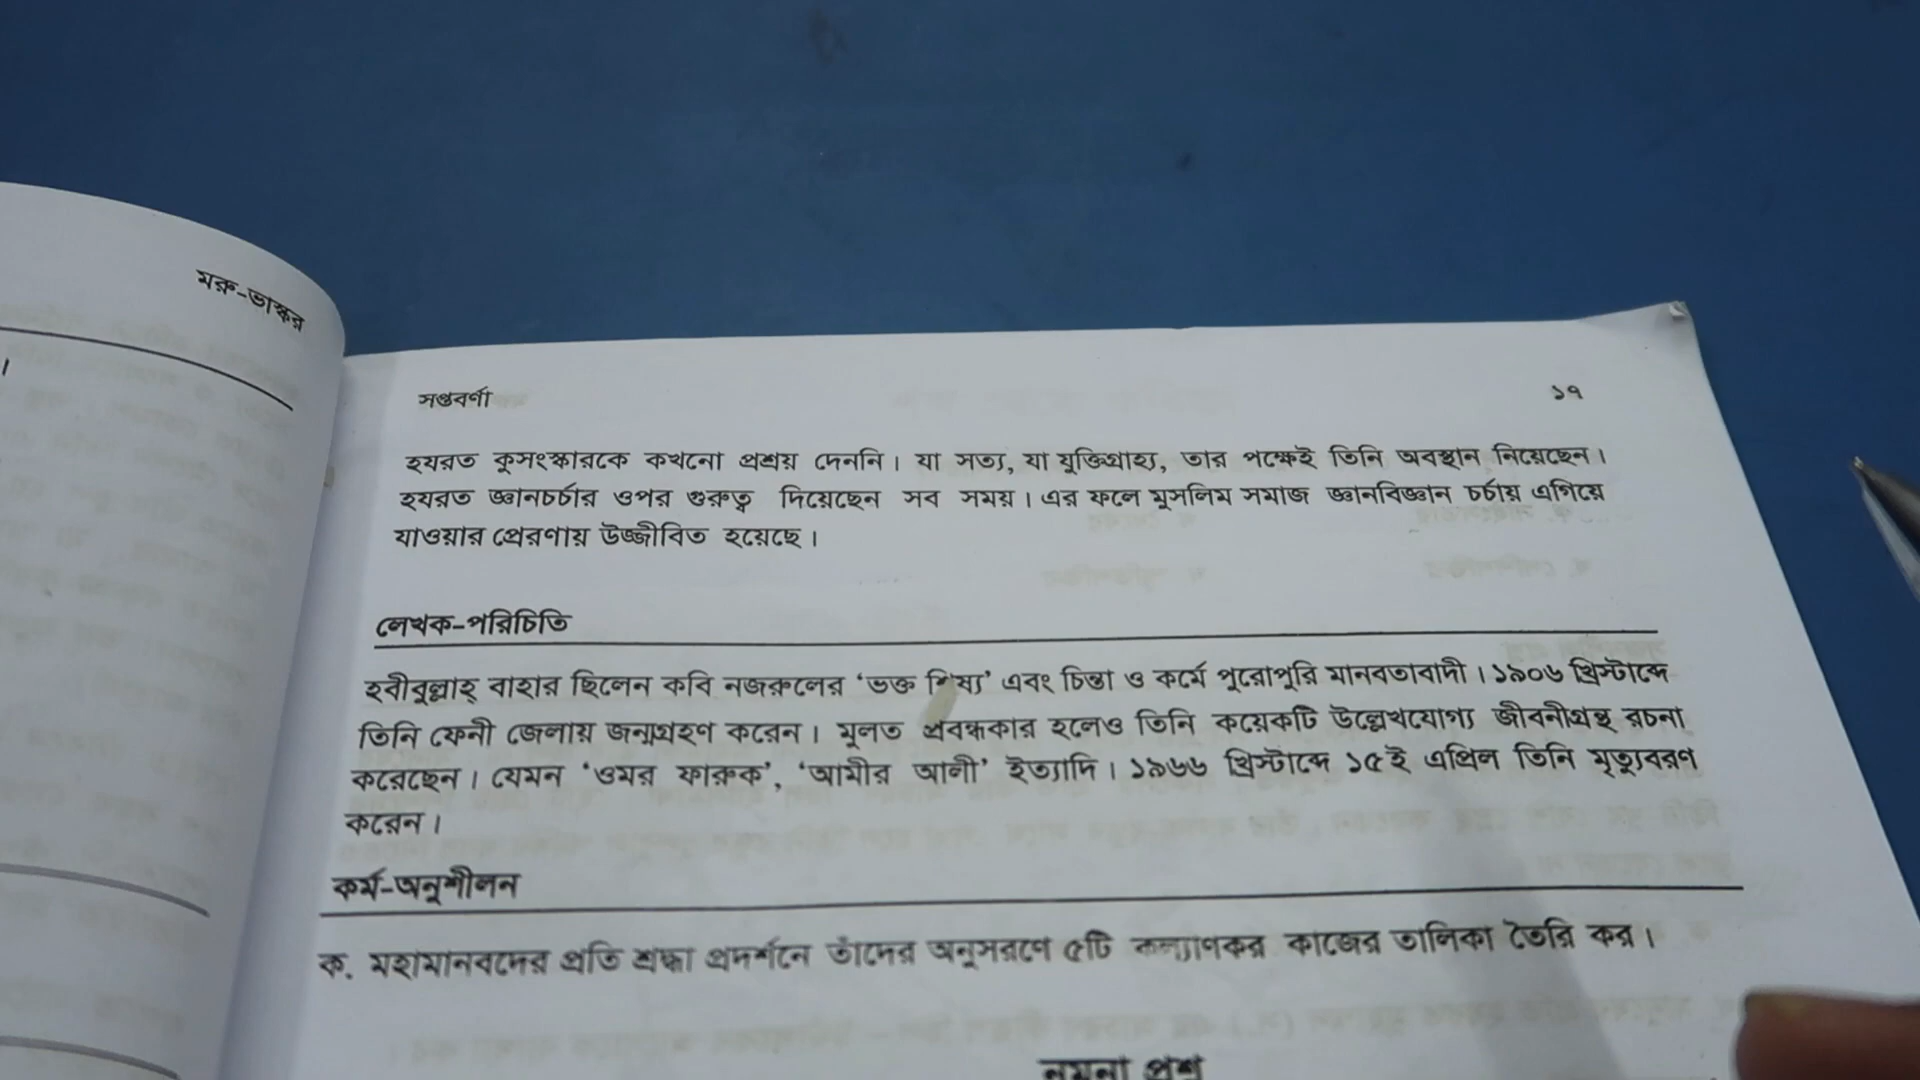 মরু-ভাস্কর
।
সপ্তবর্ণা ১৭
হযরত কুসংস্কারকে কখনো প্রশ্রয় দেননি। যা সত্য, যা যুক্তিগ্রাহ্য, তার পক্ষেই তিনি অবস্থান নিয়েছেন।
হযরত জ্ঞানচর্চার ওপর গুরুত্ব দিয়েছেন সব সময়। এর ফলে মুসলিম সমাজ জ্ঞানবিজ্ঞান চর্চায় এগিয়ে
যাওয়ার প্রেরণায় উজ্জীবিত হয়েছে।
লেখক-পরিচিতি
হবীবুল্লাহ্ বাহার ছিলেন কবি নজরুলের ‘ভক্ত শিষ্য’ এবং চিন্তা ও কর্মে পুরোপুরি মানবতাবাদী। ১৯০৬ খ্রিস্টাব্দে
তিনি ফেনী জেলায় জন্মগ্রহণ করেন। মূলত প্রবন্ধকার হলেও তিনি কয়েকটি উল্লেখযোগ্য জীবনীগ্রন্থ রচনা
করেছেন। যেমন ‘ওমর ফারুক’, ‘আমীর আলী’ ইত্যাদি। ১৯৬৬ খ্রিস্টাব্দে ১৫ই এপ্রিল তিনি মৃত্যুবরণ
করেন।
কর্ম-অনুশীলন
ক. মহামানবদের প্রতি শ্রদ্ধা প্রদর্শনে তাঁদের অনুসরণে ৫টি কল্যাণকর কাজের তালিকা তৈরি কর।
নমুনা প্রশ্ন